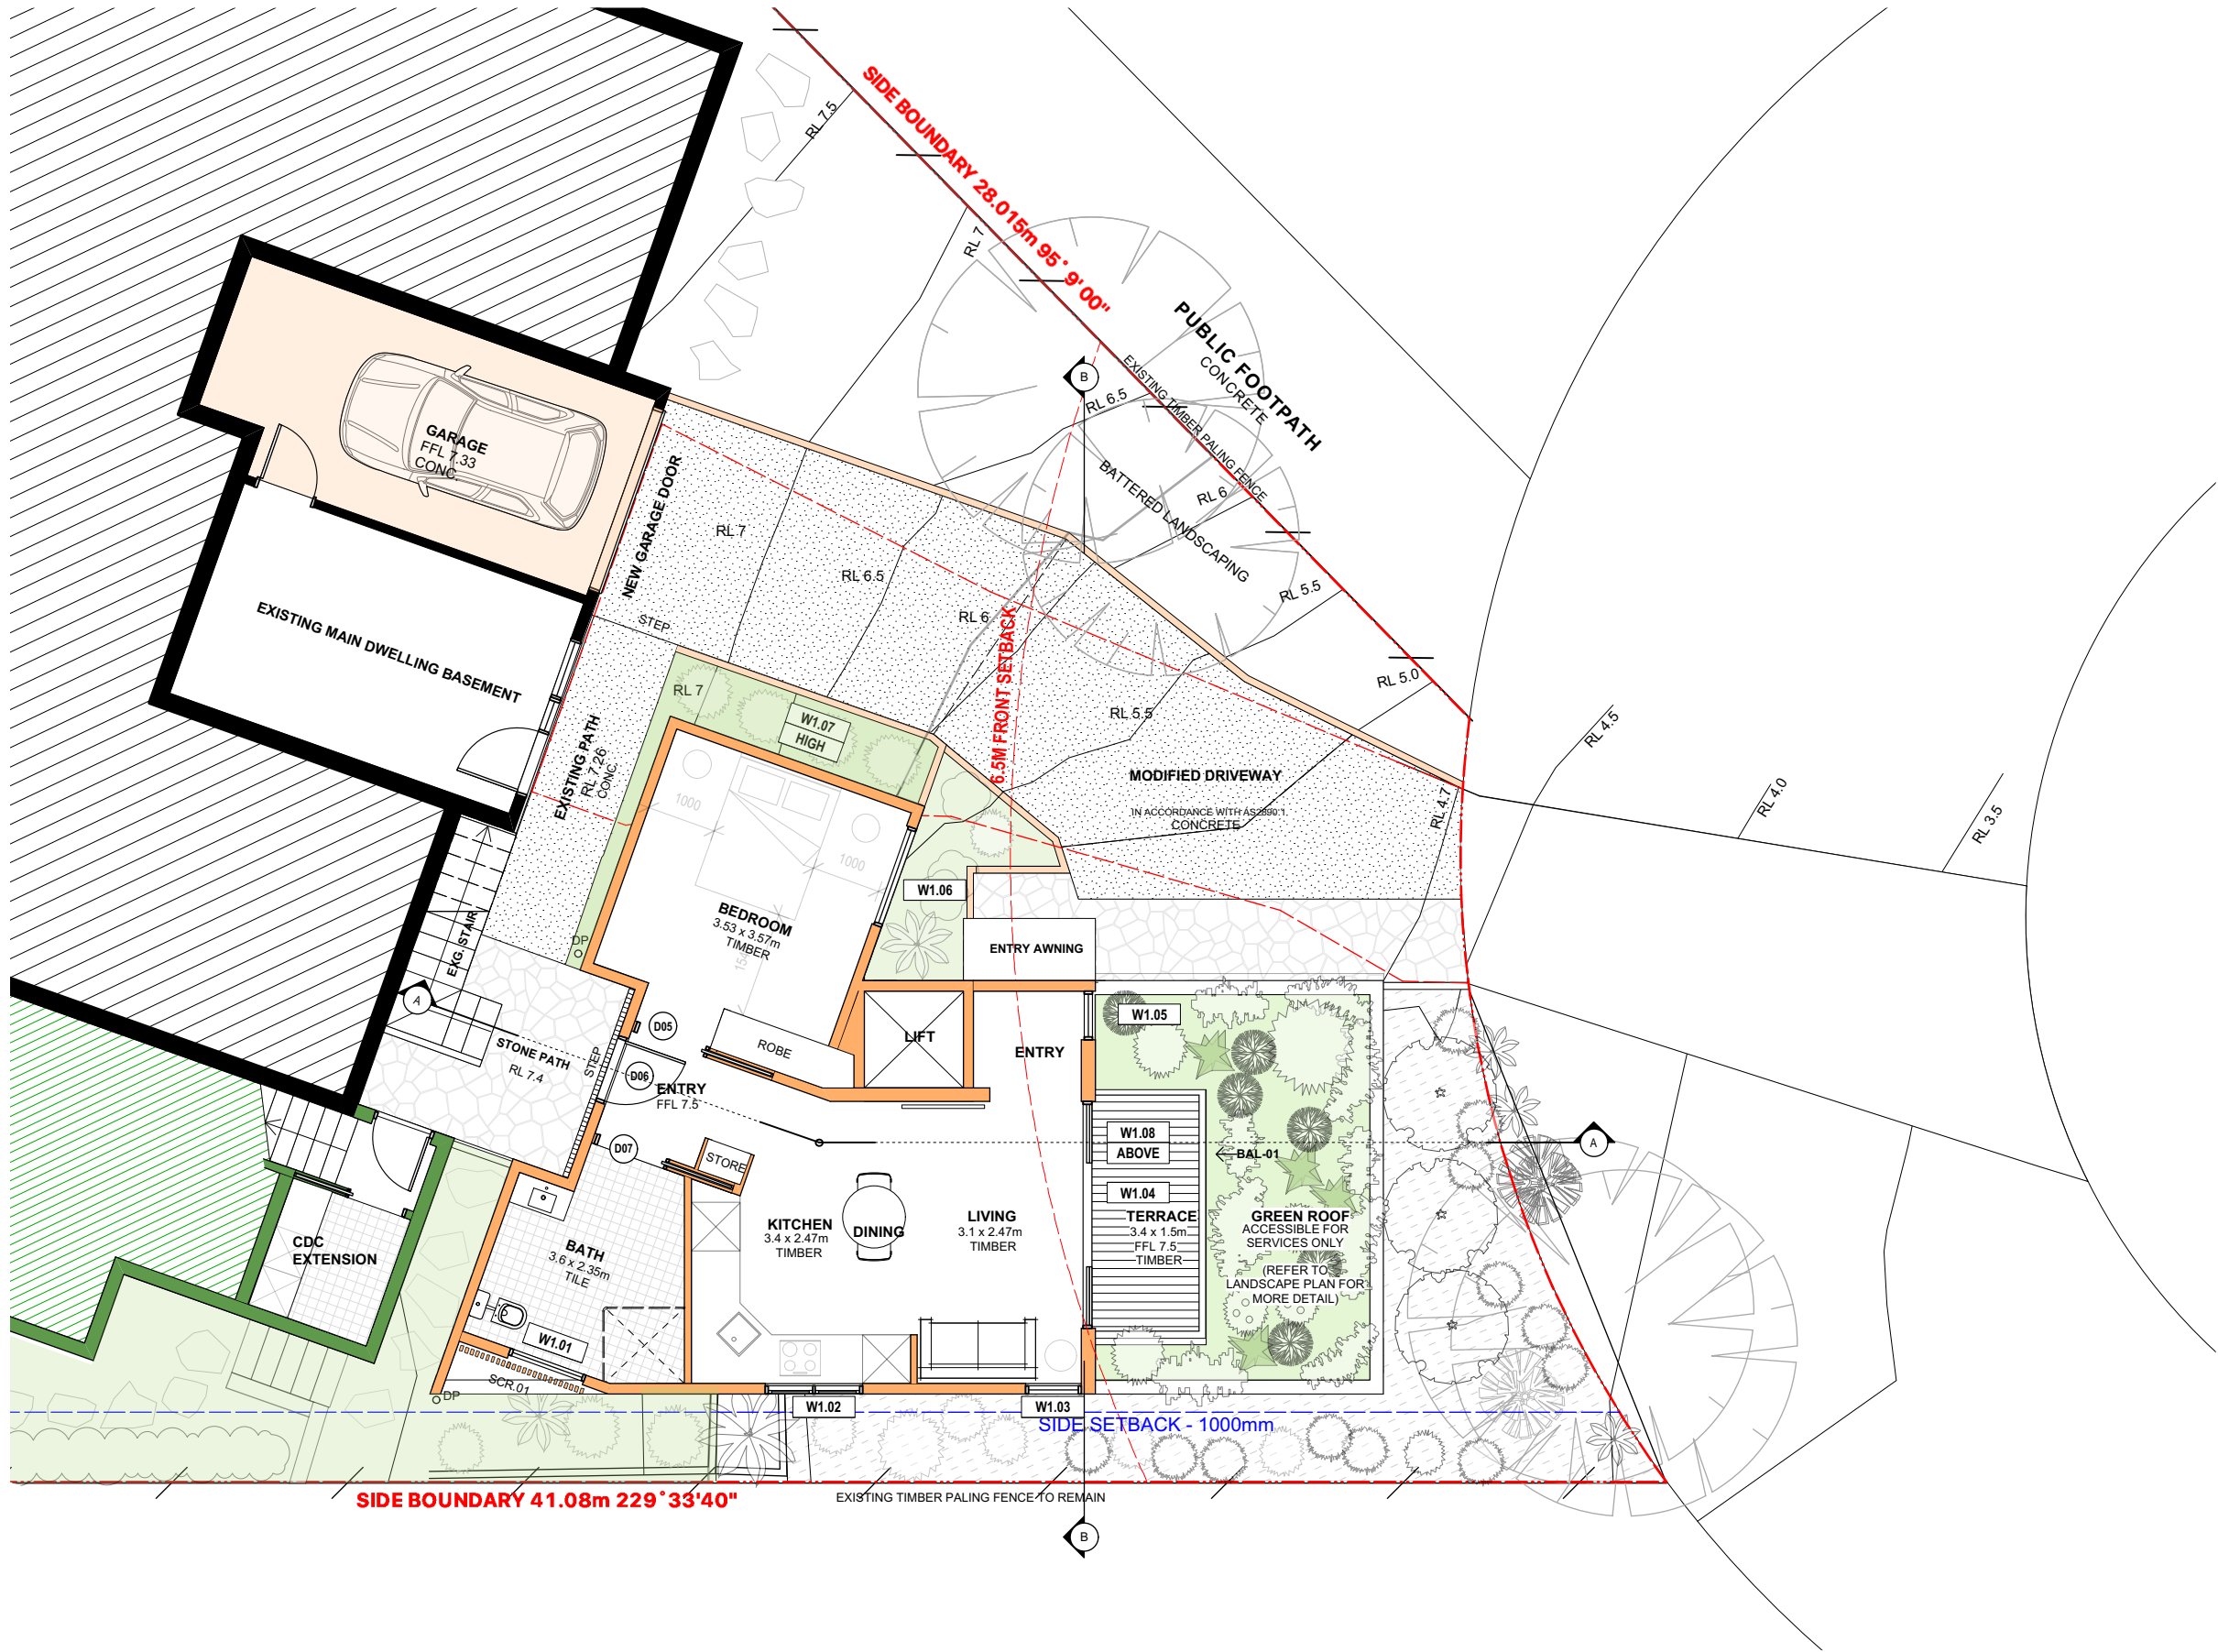 SIDE BOUNDARY 28.015m 95°9'00"
RL 7.5
RL 7
PUBLIC FOOTPATH
CONCRETE
EXISTING TIMBER PALING FENCE
B
RL 6.5
BATTERED LANDSCAPING
RL 6
RL 5.5
RL 5.0
RL 4.5
RL 4.0
RL 3.5
GARAGE
FFL 7.33
CONC.
NEW GARAGE DOOR
RL 7
RL 6.5
RL 6
RL 5.5
6.5M FRONT SETBACK
STEP
EXISTING MAIN DWELLING BASEMENT
RL 7
W1.07
HIGH
EXISTING PATH
RL 7.26
CONC.
MODIFIED DRIVEWAY
IN ACCORDANCE WITH AS2890.1
CONCRETE
RL 4.7
1000
1000
W1.06
BEDROOM
3.53 x 3.57m
TIMBER
EXG. STAIR
DP
ENTRY AWNING
A
STONE PATH
RL 7.4
STEP
D05
ROBE
LIFT
ENTRY
W1.05
D06
ENTRY
FFL 7.5
D07
STORE
W1.08
ABOVE
BAL-01
A
W1.04
KITCHEN
3.4 x 2.47m
TIMBER
DINING
LIVING
3.1 x 2.47m
TIMBER
TERRACE
3.4 x 1.5m
FFL 7.5
TIMBER
GREEN ROOF
ACCESSIBLE FOR
SERVICES ONLY
(REFER TO
LANDSCAPE PLAN FOR
MORE DETAIL)
CDC
EXTENSION
BATH
3.6 x 2.35m
TILE
W1.01
SCR.01
DP
W1.02
W1.03
SIDE SETBACK - 1000mm
SIDE BOUNDARY 41.08m 229°33'40"
EXISTING TIMBER PALING FENCE TO REMAIN
B